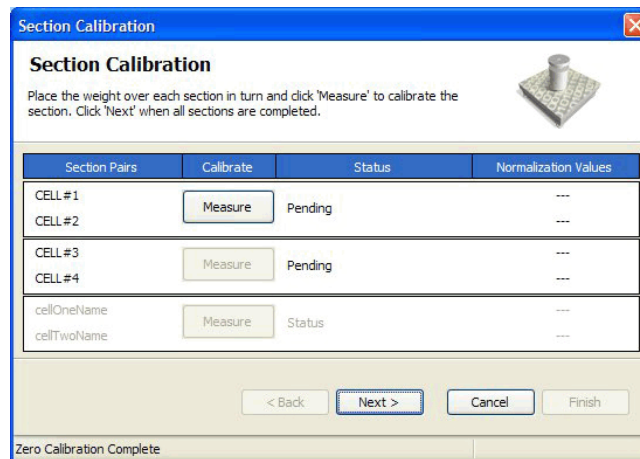 Section Calibration
Section Calibration
Place the weight over each section in turn and click 'Measure' to calibrate the
section. Click 'Next' when all sections are completed.
Section Pairs Calibrate Status Normalization Values
CELL#1 ---
Measure Pending
CELL#2 ---
CELL#3 ---
Measure Pending
CELL#4 ---
cellOneName ---
Measure Status
cellTwoName ---
< Back Next > Cancel Finish
Zero Calibration Complete